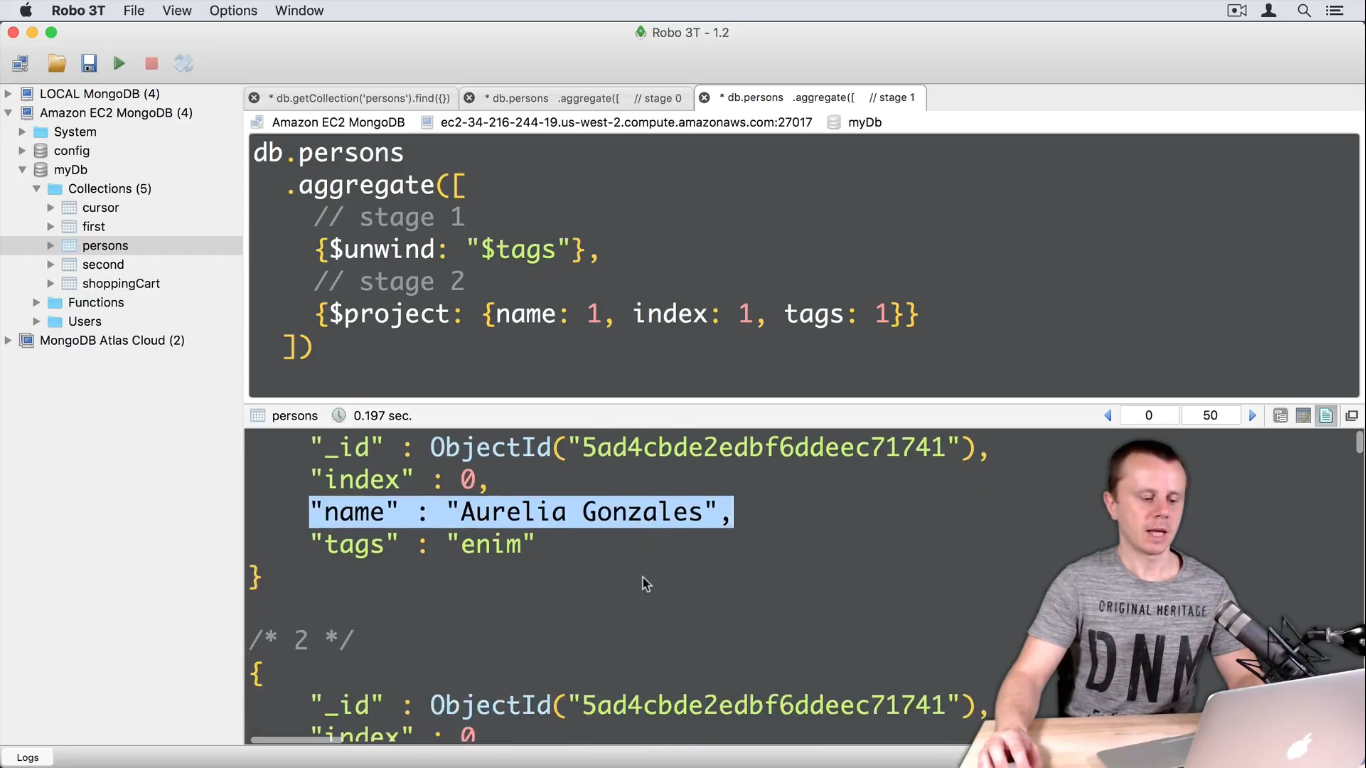 Robo 3T File View Options Window
Robo 3T - 1.2
LOCAL MongoDB (4)
Amazon EC2 MongoDB (4)
System
config
myDb
Collections (5)
cursor
first
persons
second
shoppingCart
Functions
Users
MongoDB Atlas Cloud (2)
* db.getCollection('persons').find({}) * db.persons .aggregate([ // stage 0 * db.persons .aggregate([ // stage 1
Amazon EC2 MongoDB ec2-34-216-244-19.us-west-2.compute.amazonaws.com:27017 myDb
db.persons
.aggregate([
// stage 1
{$unwind: "$tags"},
// stage 2
{$project: {name: 1, index: 1, tags: 1}}
])
persons 0.197 sec. 0 50
"_id" : ObjectId("5ad4cbde2edbf6ddeec71741"),
"index" : 0,
"name" : "Aurelia Gonzales",
"tags" : "enim"
}
/* 2 */
{
"_id" : ObjectId("5ad4cbde2edbf6ddeec71741"),
"index" : 0
ORIGINAL HERITAGE
DNM
Logs